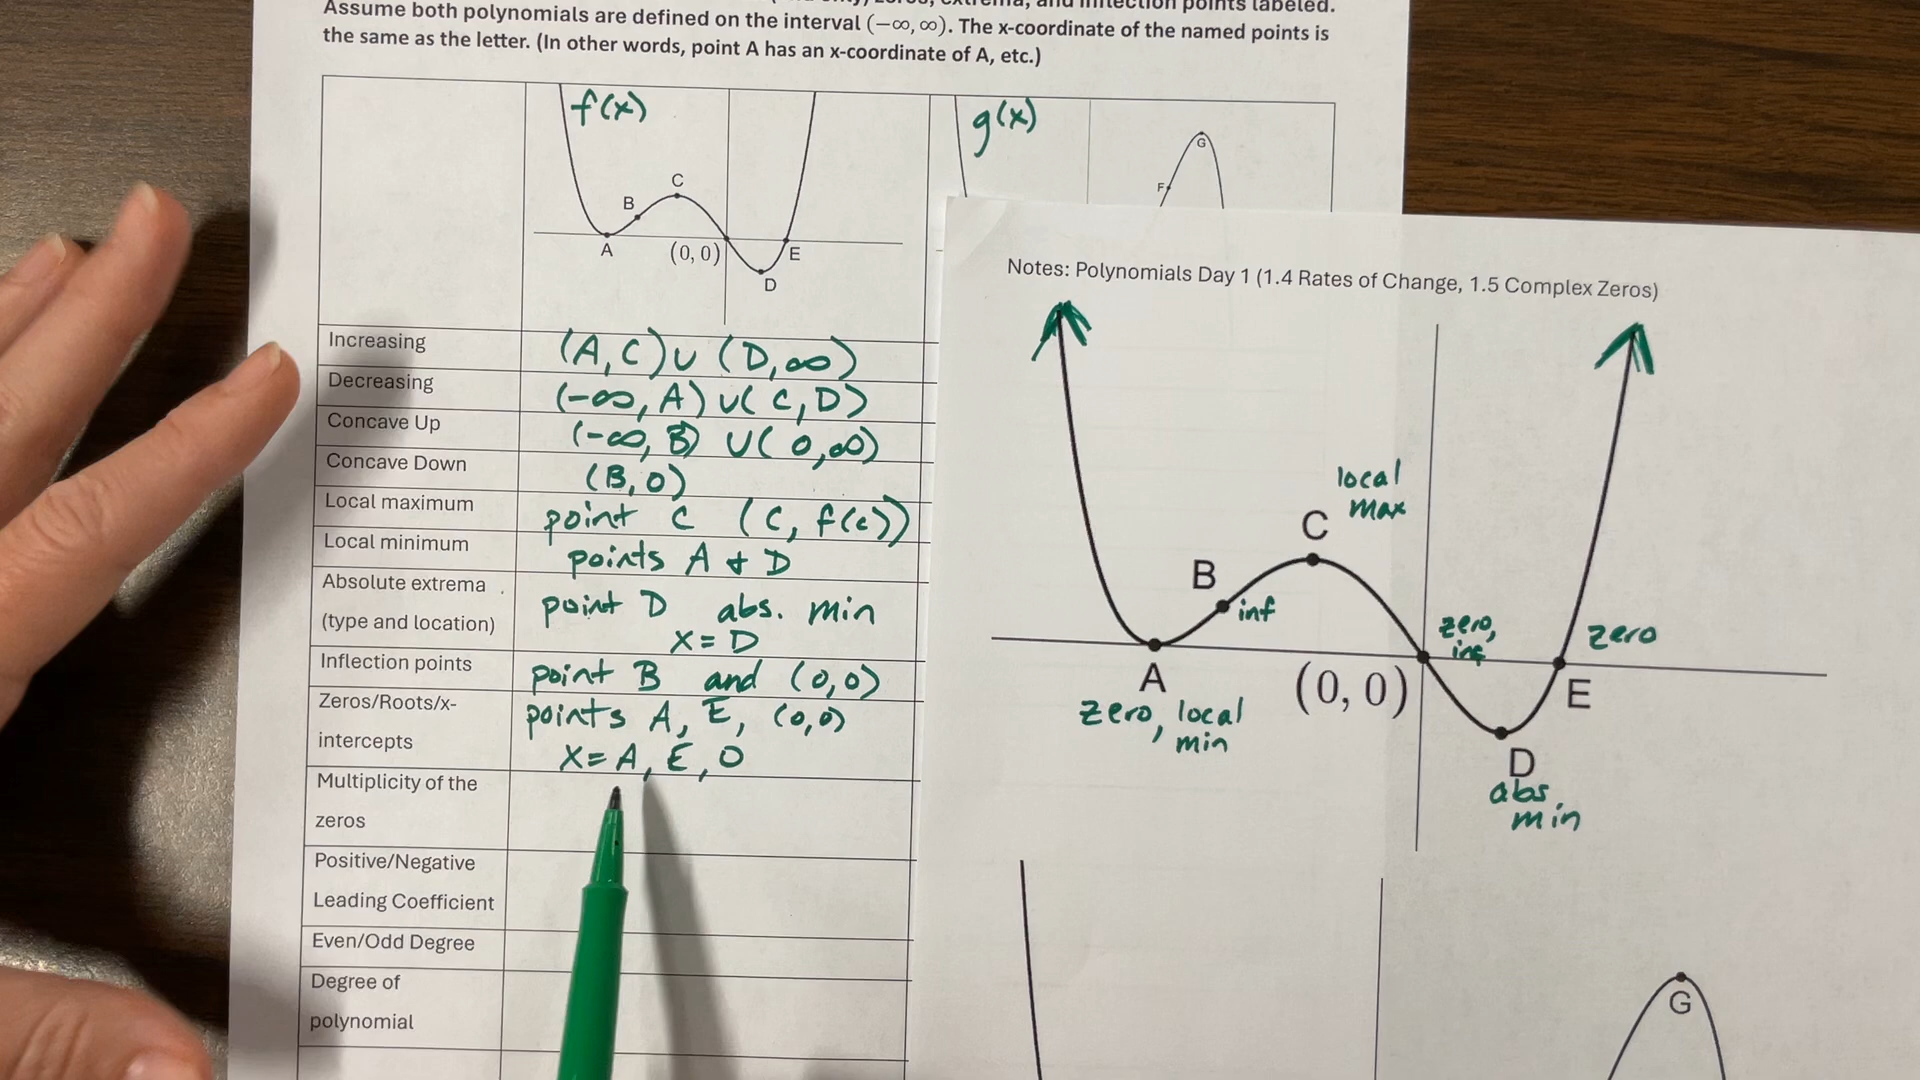 extrema, and inflection points labeled.
Assume both polynomials are defined on the interval (−∞, ∞). The x-coordinate of the named points is
the same as the letter. (In other words, point A has an x-coordinate of A, etc.)
f(x)
C
B
A
(0, 0)
E
D
g(x)
G
F
Increasing
(A, C) ∪ (D, ∞)
Decreasing
(-∞, A) ∪ (C, D)
Concave Up
(-∞, B) ∪ (0, ∞)
Concave Down
(B, 0)
Local maximum
point C (C, f(c))
Local minimum
points A + D
Absolute extrema
(type and location)
point D abs. min
x = D
Inflection points
point B and (0,0)
Zeros/Roots/x-
intercepts
points A, E, (0,0)
x = A, E, 0
Multiplicity of the
zeros
Positive/Negative
Leading Coefficient
Even/Odd Degree
Degree of
polynomial
Notes: Polynomials Day 1 (1.4 Rates of Change, 1.5 Complex Zeros)
local
max
C
B
inf
zero,
inf
zero
A
zero, local
min
(0, 0)
E
D
abs.
min
G